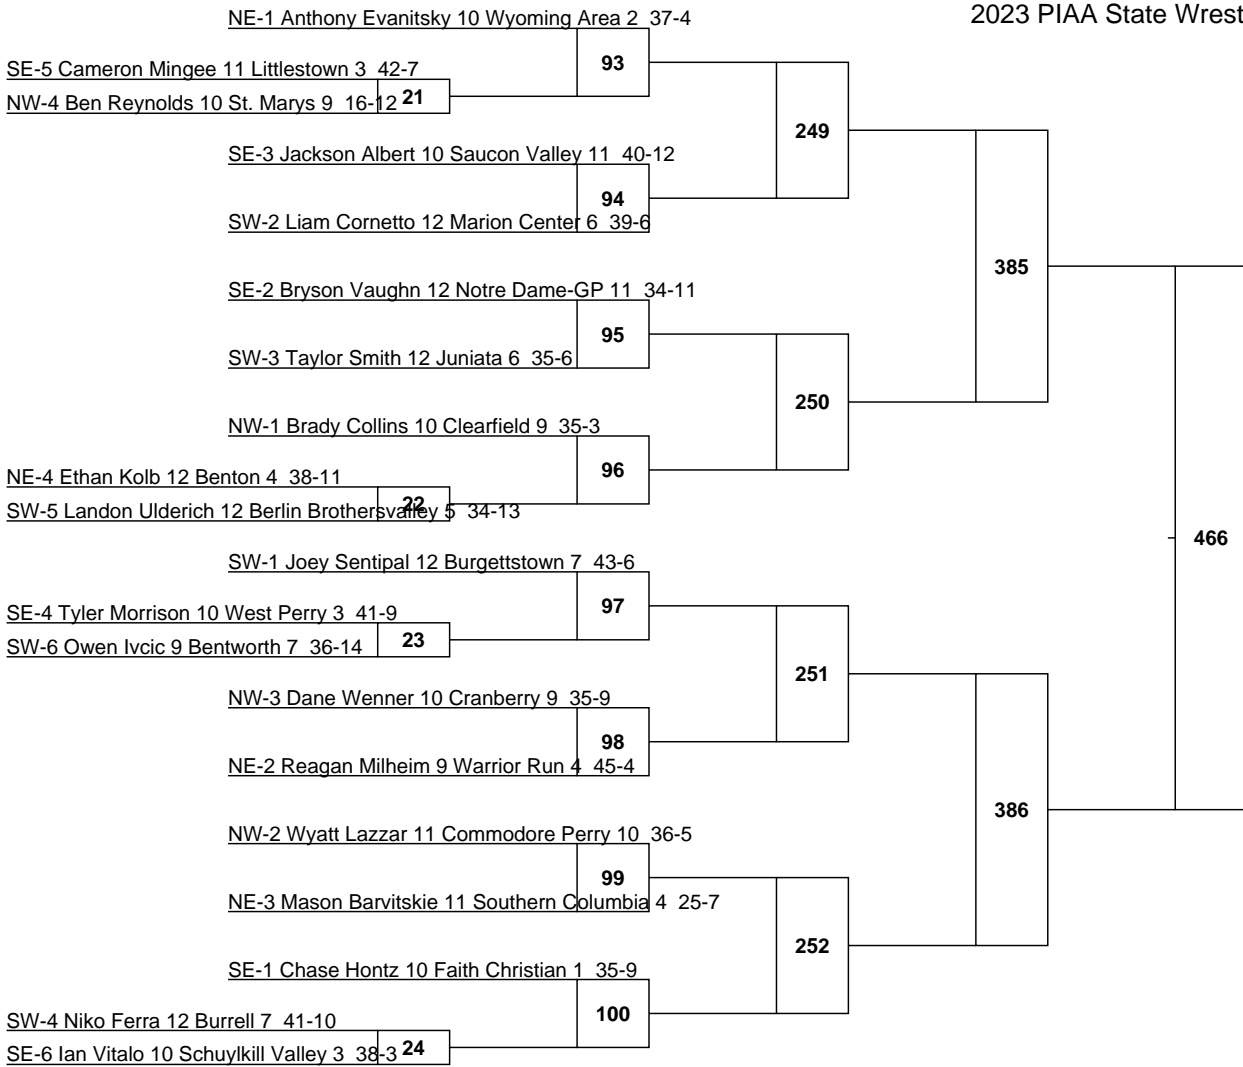 2023 PIAA State Wrest
NE-1 Anthony Evanitsky 10 Wyoming Area 2 37-4
93
SE-5 Cameron Mingee 11 Littlestown 3 42-7
21
NW-4 Ben Reynolds 10 St. Marys 9 16-12
249
SE-3 Jackson Albert 10 Saucon Valley 11 40-12
94
SW-2 Liam Cornetto 12 Marion Center 6 39-6
385
SE-2 Bryson Vaughn 12 Notre Dame-GP 11 34-11
95
SW-3 Taylor Smith 12 Juniata 6 35-6
250
NW-1 Brady Collins 10 Clearfield 9 35-3
96
NE-4 Ethan Kolb 12 Benton 4 38-11
22
SW-5 Landon Ulderich 12 Berlin Brothersvalley 5 34-13
466
SW-1 Joey Sentipal 12 Burgettstown 7 43-6
97
SE-4 Tyler Morrison 10 West Perry 3 41-9
23
SW-6 Owen Ivcic 9 Bentworth 7 36-14
251
NW-3 Dane Wenner 10 Cranberry 9 35-9
98
NE-2 Reagan Milheim 9 Warrior Run 4 45-4
386
NW-2 Wyatt Lazzar 11 Commodore Perry 10 36-5
99
NE-3 Mason Barvitskie 11 Southern Columbia 4 25-7
252
SE-1 Chase Hontz 10 Faith Christian 1 35-9
100
SW-4 Niko Ferra 12 Burrell 7 41-10
24
SE-6 Ian Vitalo 10 Schuylkill Valley 3 38-3